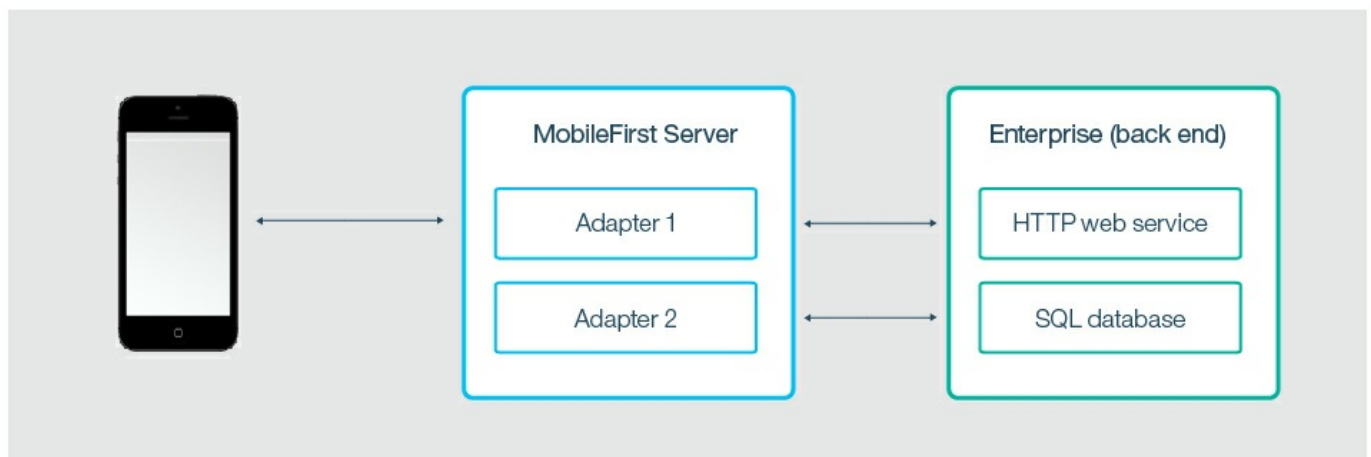 MobileFirst Server
Adapter 1
Adapter 2
Enterprise (back end)
HTTP web service
SQL database